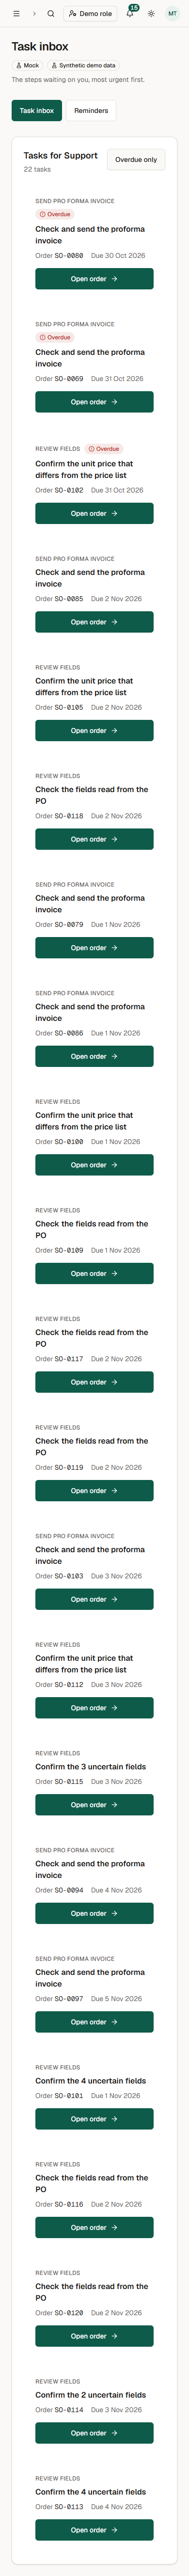 Demo role
15
MT
Task inbox
Mock
Synthetic demo data
The steps waiting on you, most urgent first.
Task inbox
Reminders
Tasks for Support
22 tasks
Overdue only
SEND PRO FORMA INVOICE
Overdue
Check and send the proforma
invoice
Order SO-0080 Due 30 Oct 2026
Open order
SEND PRO FORMA INVOICE
Overdue
Check and send the proforma
invoice
Order SO-0069 Due 31 Oct 2026
Open order
REVIEW FIELDS Overdue
Confirm the unit price that
differs from the price list
Order SO-0102 Due 31 Oct 2026
Open order
SEND PRO FORMA INVOICE
Check and send the proforma
invoice
Order SO-0085 Due 2 Nov 2026
Open order
REVIEW FIELDS
Confirm the unit price that
differs from the price list
Order SO-0105 Due 2 Nov 2026
Open order
REVIEW FIELDS
Check the fields read from the
PO
Order SO-0118 Due 2 Nov 2026
Open order
SEND PRO FORMA INVOICE
Check and send the proforma
invoice
Order SO-0079 Due 1 Nov 2026
Open order
SEND PRO FORMA INVOICE
Check and send the proforma
invoice
Order SO-0086 Due 1 Nov 2026
Open order
REVIEW FIELDS
Confirm the unit price that
differs from the price list
Order SO-0100 Due 1 Nov 2026
Open order
REVIEW FIELDS
Check the fields read from the
PO
Order SO-0109 Due 1 Nov 2026
Open order
REVIEW FIELDS
Check the fields read from the
PO
Order SO-0117 Due 2 Nov 2026
Open order
REVIEW FIELDS
Check the fields read from the
PO
Order SO-0119 Due 2 Nov 2026
Open order
SEND PRO FORMA INVOICE
Check and send the proforma
invoice
Order SO-0103 Due 3 Nov 2026
Open order
REVIEW FIELDS
Confirm the unit price that
differs from the price list
Order SO-0112 Due 3 Nov 2026
Open order
REVIEW FIELDS
Confirm the 3 uncertain fields
Order SO-0115 Due 3 Nov 2026
Open order
SEND PRO FORMA INVOICE
Check and send the proforma
invoice
Order SO-0094 Due 4 Nov 2026
Open order
SEND PRO FORMA INVOICE
Check and send the proforma
invoice
Order SO-0097 Due 5 Nov 2026
Open order
REVIEW FIELDS
Confirm the 4 uncertain fields
Order SO-0101 Due 1 Nov 2026
Open order
REVIEW FIELDS
Check the fields read from the
PO
Order SO-0116 Due 2 Nov 2026
Open order
REVIEW FIELDS
Check the fields read from the
PO
Order SO-0120 Due 2 Nov 2026
Open order
REVIEW FIELDS
Confirm the 2 uncertain fields
Order SO-0114 Due 3 Nov 2026
Open order
REVIEW FIELDS
Confirm the 4 uncertain fields
Order SO-0113 Due 4 Nov 2026
Open order